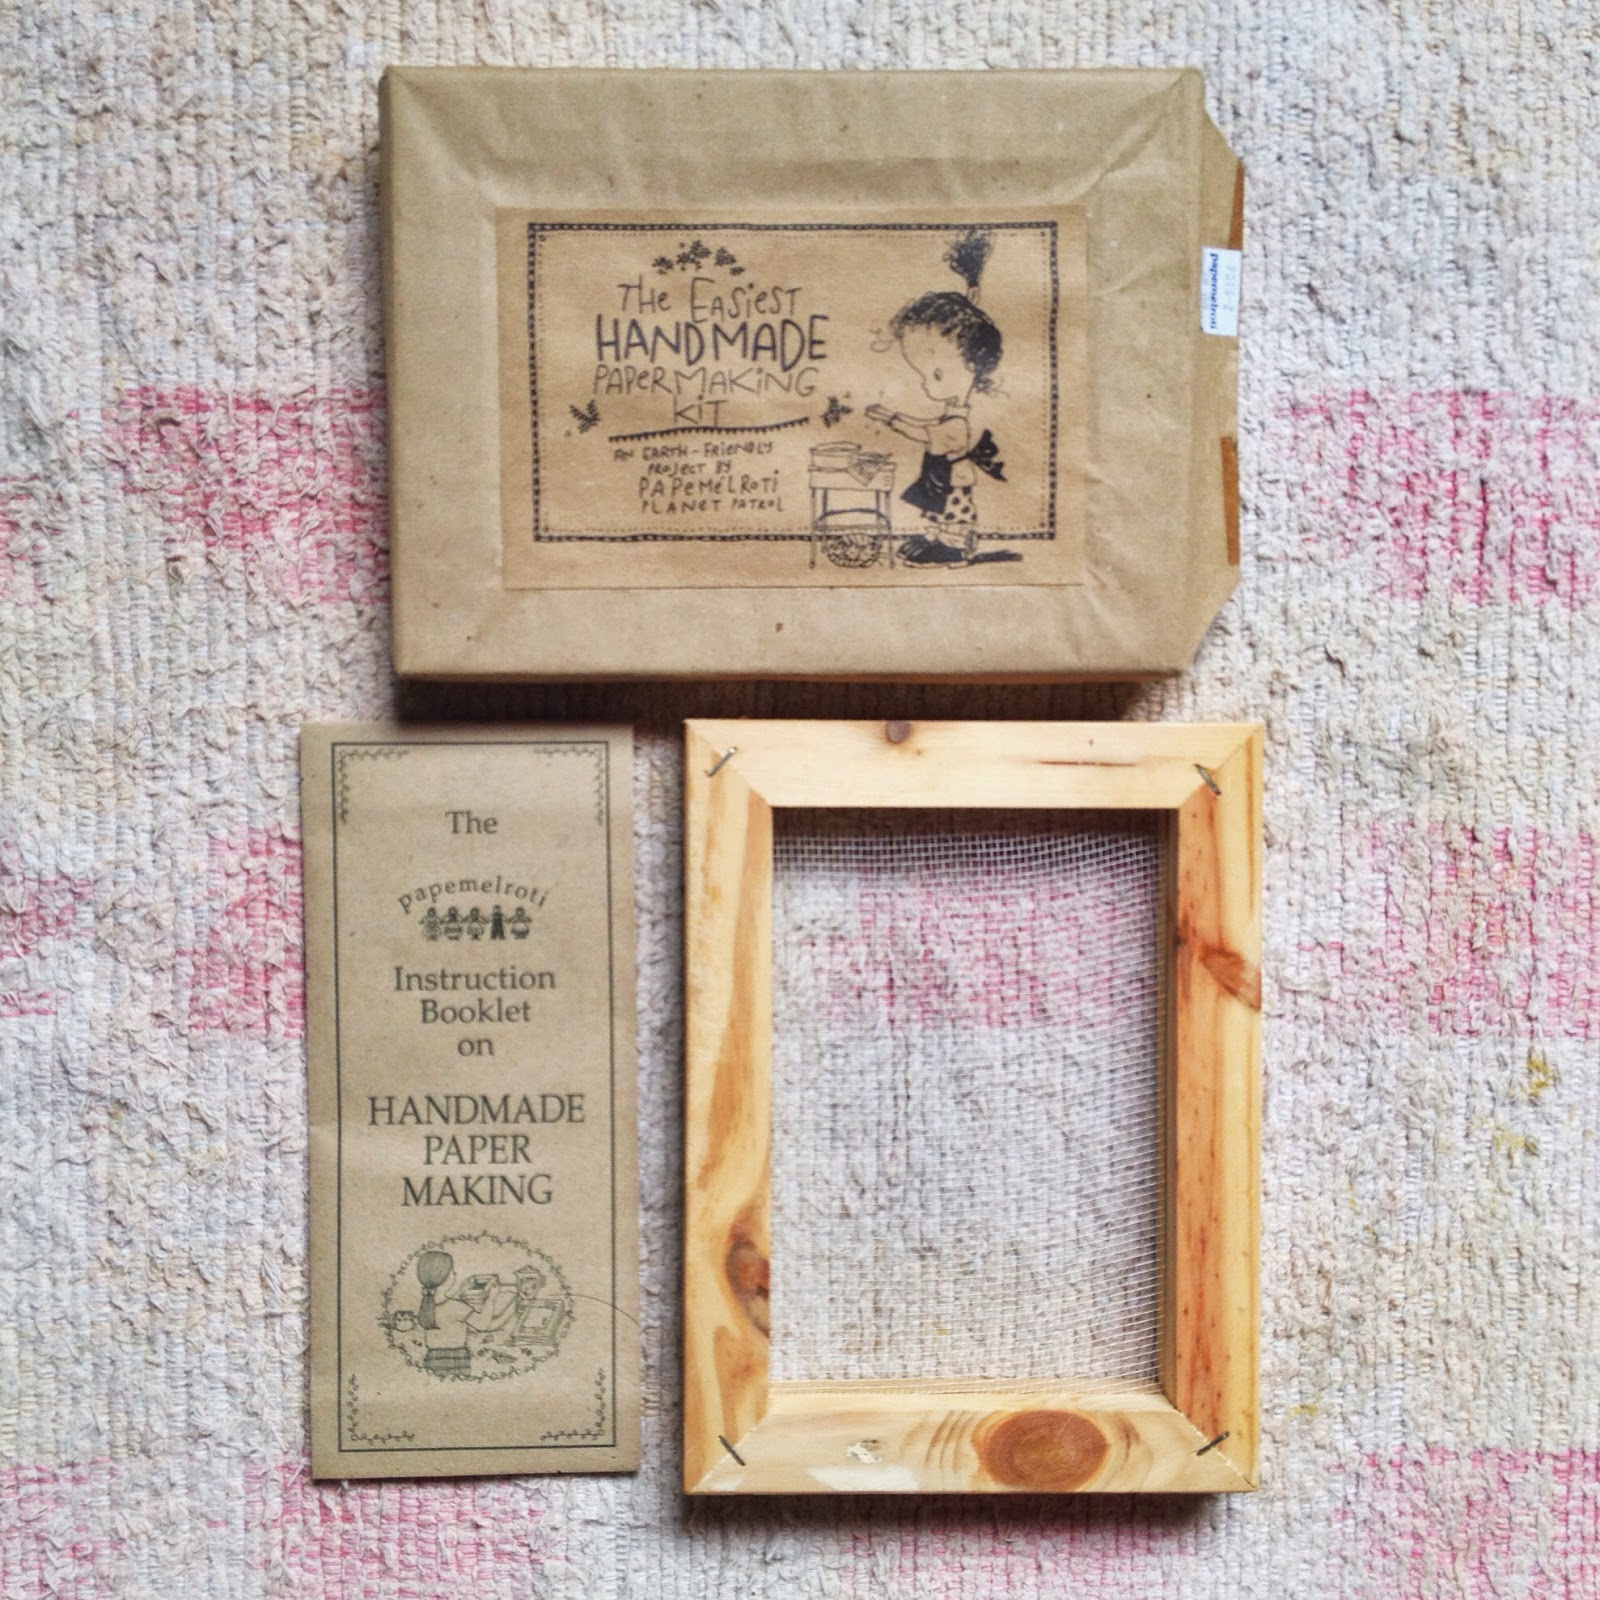 The Easiest
HANDMADE
PAPERMAKING
KiT
AN EARTH-FRIENDLY
PROJECT BY
PAPEMELROTI
PLANET PATROL
papemelroti
The
papemelroti
Instruction
Booklet
on
HANDMADE
PAPER
MAKING